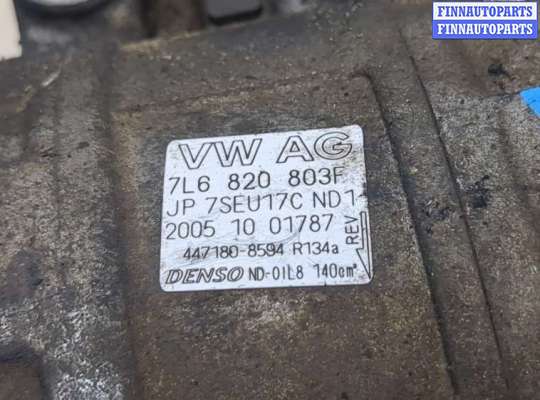 FINNAUTOPARTS
FINNAUTOPARTS
VW AG
7L6 820 803F
JP 7SEU17C ND1
2005 10 01787
REV
447180-8594 R134a
DENSO ND-OIL8 140cm³